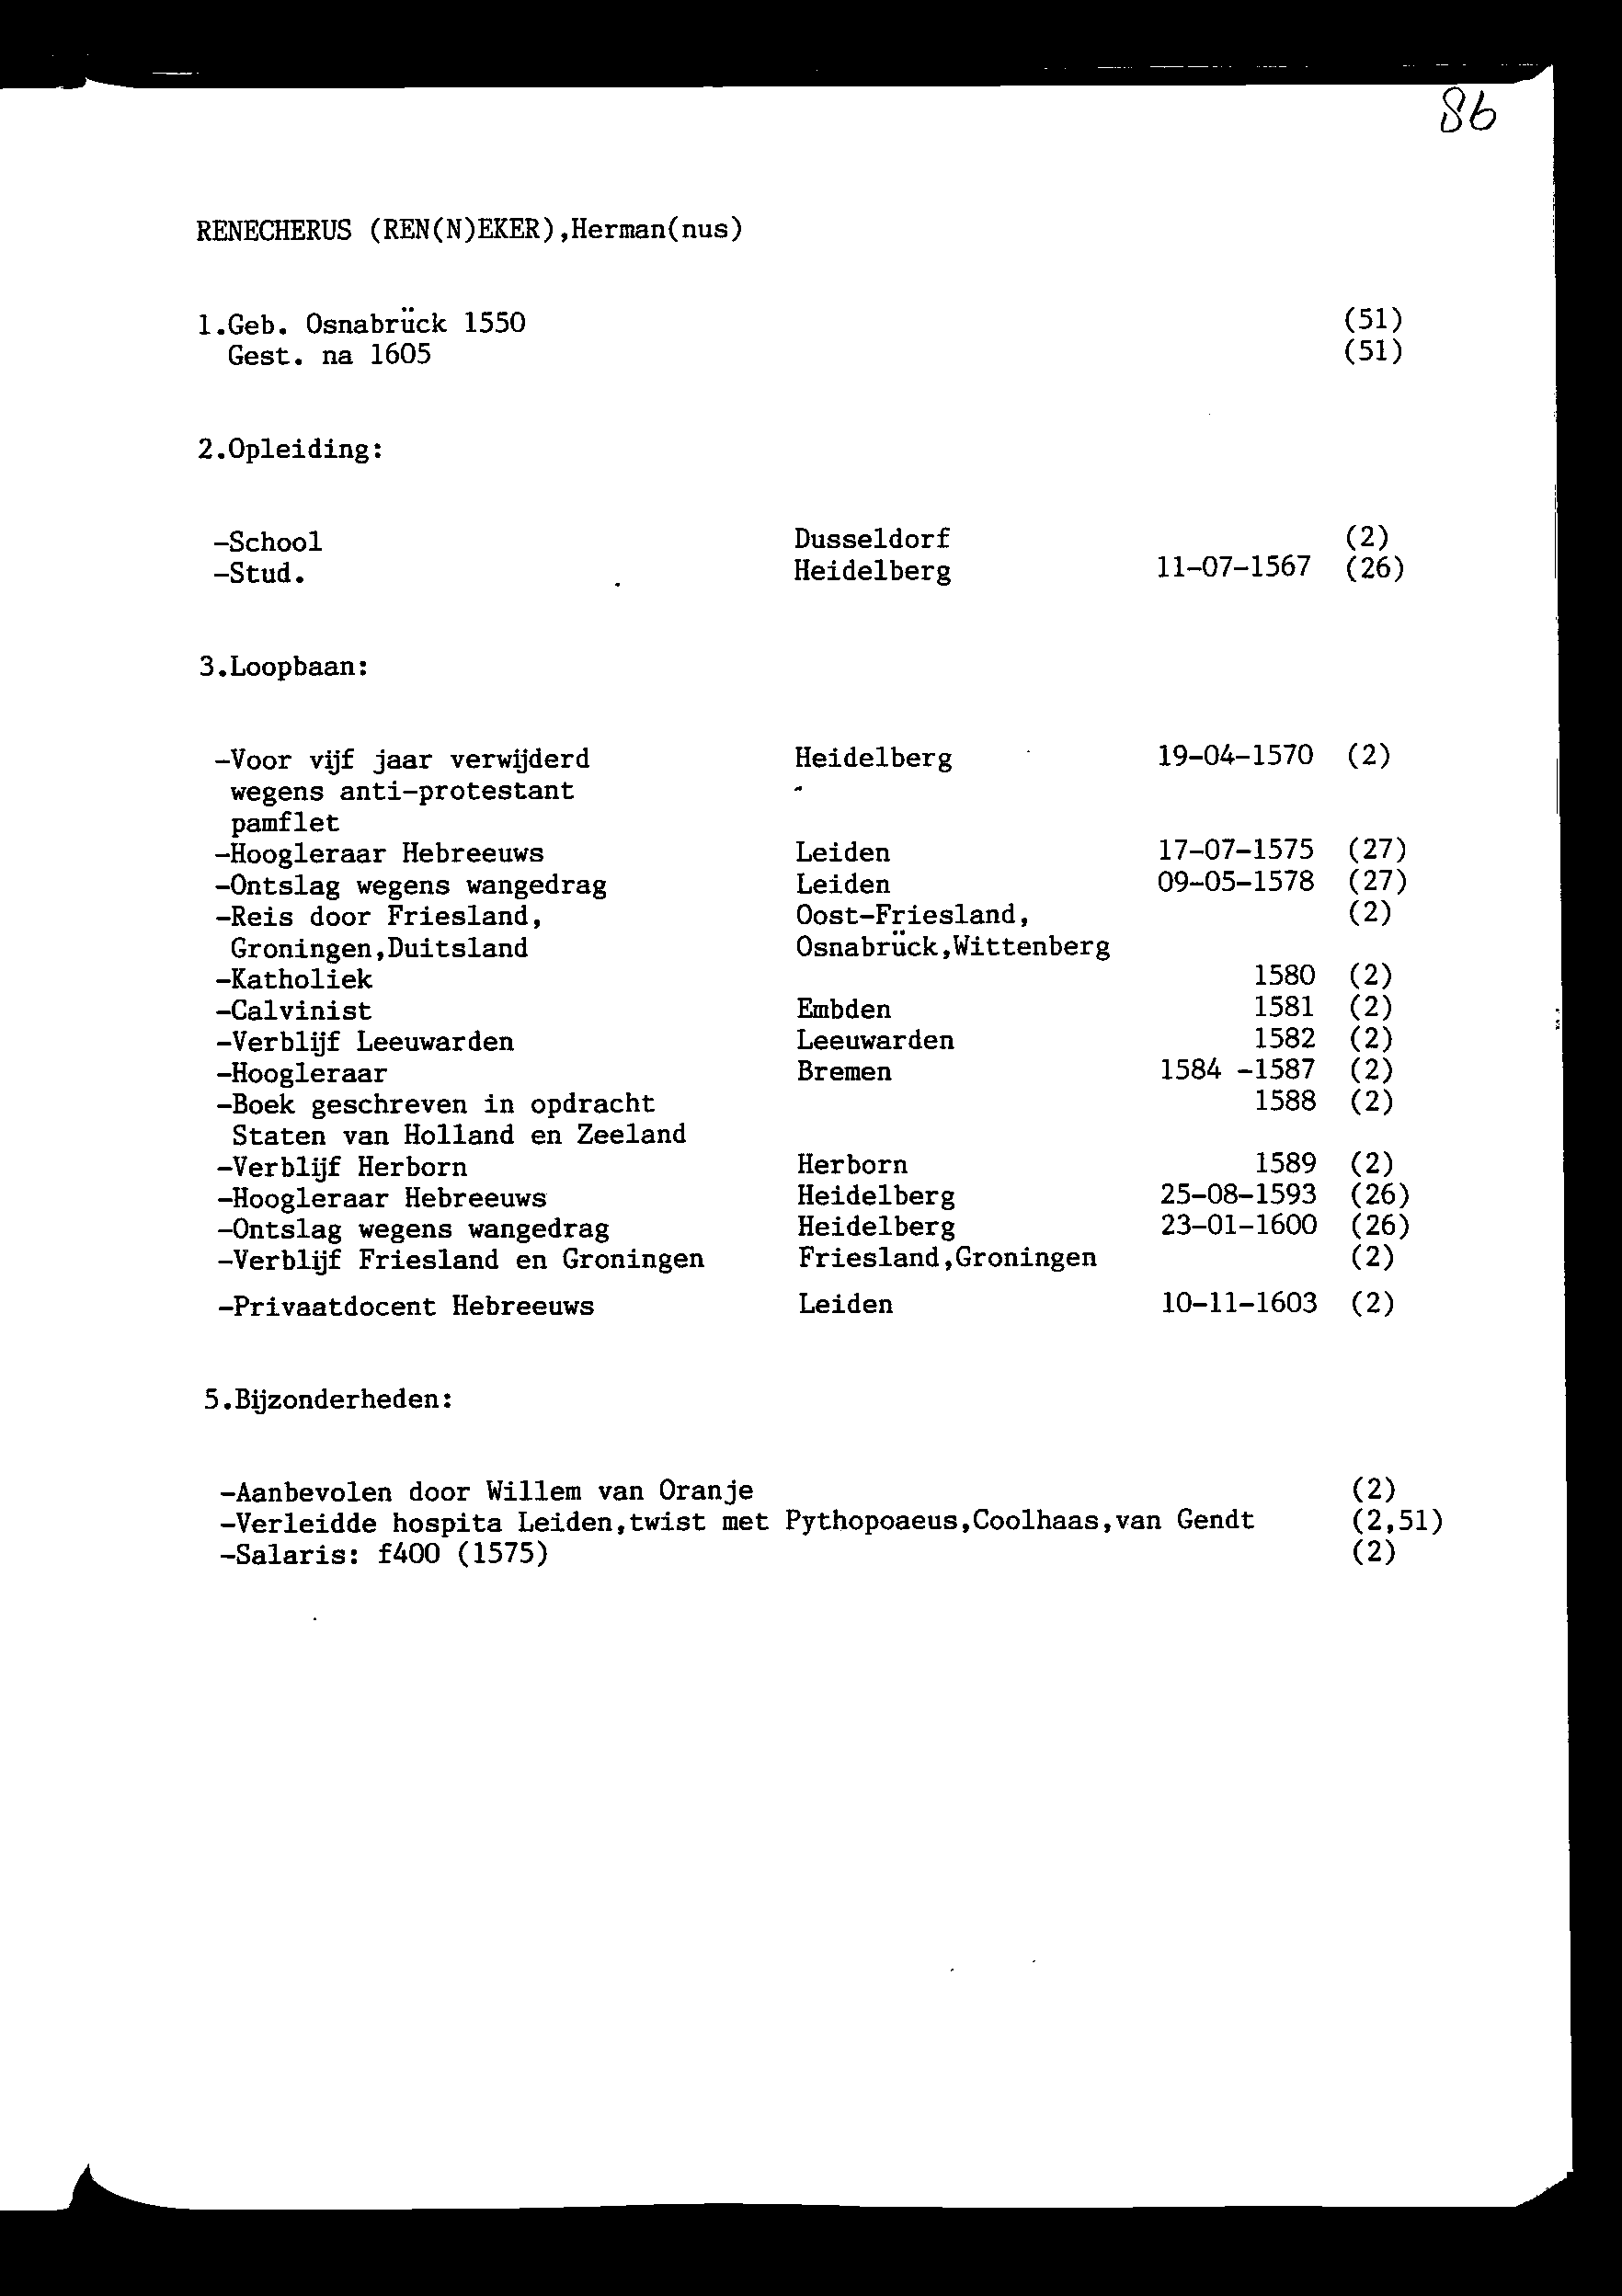 86
RENECHERUS (REN(N)EKER),Herman(nus)
1.Geb. Osnabrück 1550 (51)
Gest. na 1605 (51)
2.Opleiding:
-School Dusseldorf (2)
-Stud. Heidelberg 11-07-1567 (26)
3.Loopbaan:
-Voor vijf jaar verwijderd Heidelberg 19-04-1570 (2)
wegens anti-protestant
pamflet
-Hoogleraar Hebreeuws Leiden 17-07-1575 (27)
-Ontslag wegens wangedrag Leiden 09-05-1578 (27)
-Reis door Friesland, Oost-Friesland, (2)
Groningen,Duitsland Osnabrück,Wittenberg
-Katholiek 1580 (2)
-Calvinist Embden 1581 (2)
-Verblijf Leeuwarden Leeuwarden 1582 (2)
-Hoogleraar Bremen 1584 -1587 (2)
-Boek geschreven in opdracht 1588 (2)
Staten van Holland en Zeeland
-Verblijf Herborn Herborn 1589 (2)
-Hoogleraar Hebreeuws Heidelberg 25-08-1593 (26)
-Ontslag wegens wangedrag Heidelberg 23-01-1600 (26)
-Verblijf Friesland en Groningen Friesland,Groningen (2)
-Privaatdocent Hebreeuws Leiden 10-11-1603 (2)
5.Bijzonderheden:
-Aanbevolen door Willem van Oranje (2)
-Verleidde hospita Leiden,twist met Pythopoaeus,Coolhaas,van Gendt (2,51)
-Salaris: f400 (1575) (2)